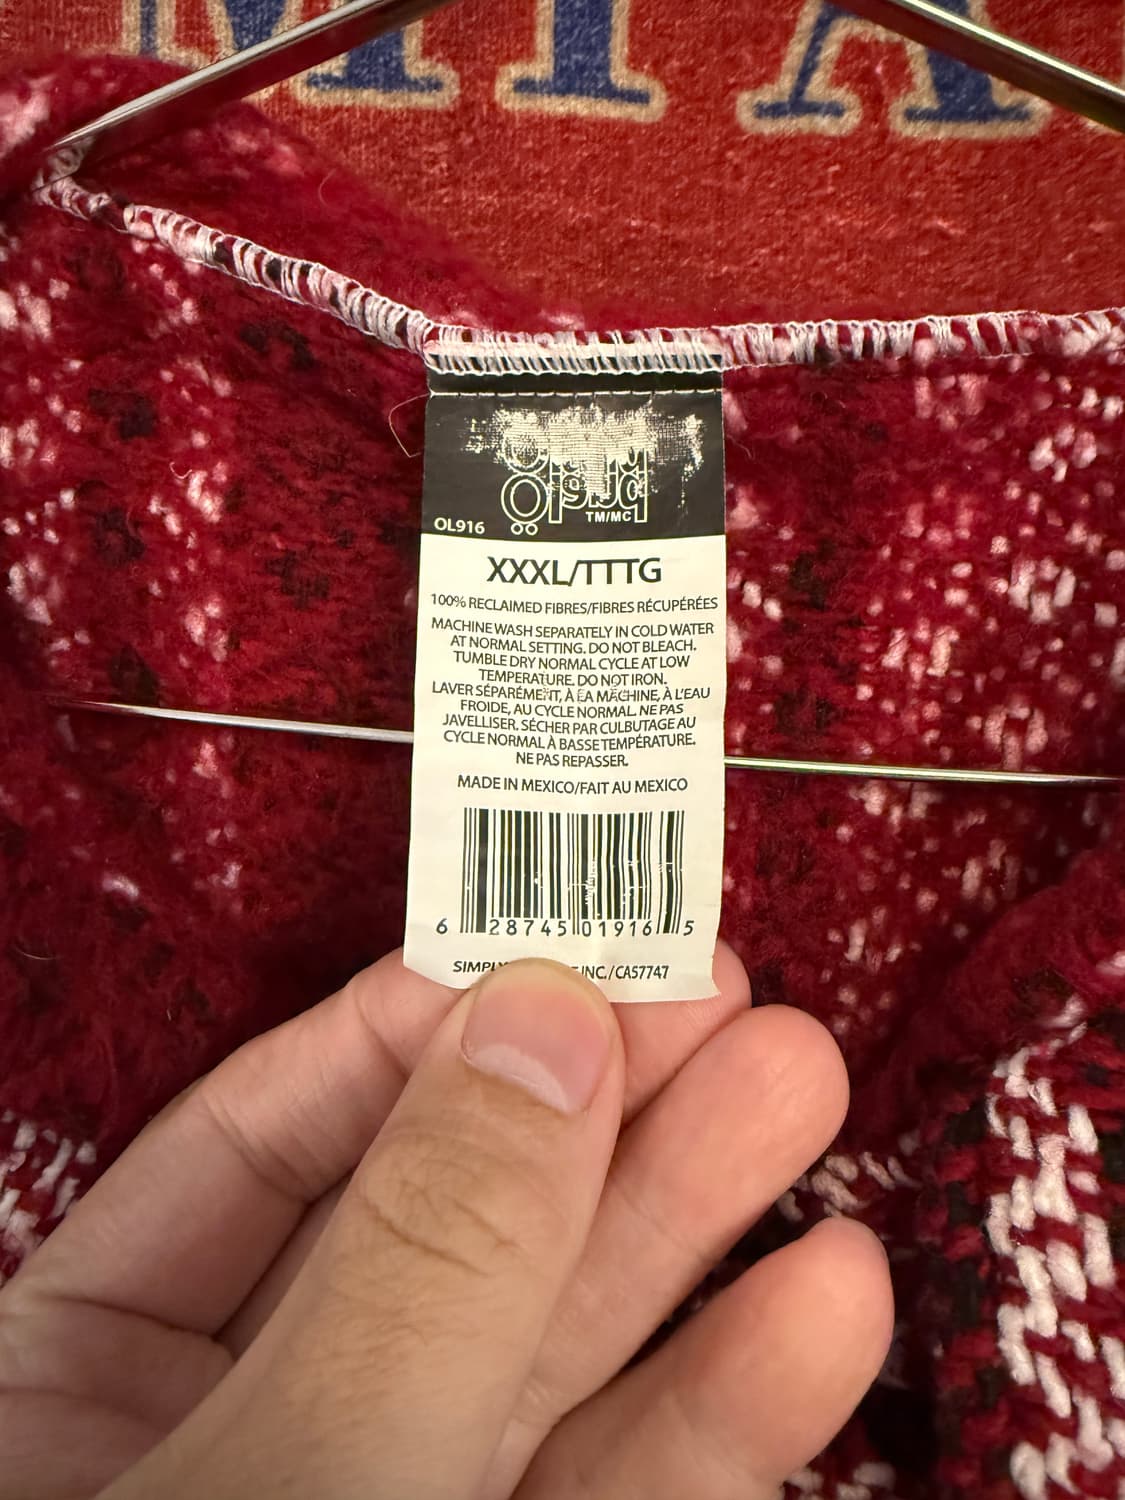 MIA
TM/MC
OL916
XXXL/TTTG
100% RECLAIMED FIBRES/FIBRES RÉCUPÉRÉES
MACHINE WASH SEPARATELY IN COLD WATER
AT NORMAL SETTING. DO NOT BLEACH.
TUMBLE DRY NORMAL CYCLE AT LOW
TEMPERATURE. DO NOT IRON.
LAVER SÉPARÉMENT, À LA MACHINE, À L'EAU
FROIDE, AU CYCLE NORMAL. NE PAS
JAVELLISER. SÉCHER PAR CULBUTAGE AU
CYCLE NORMAL À BASSE TEMPÉRATURE.
NE PAS REPASSER.
MADE IN MEXICO/FAIT AU MEXICO
6 28745 01916 5
INC./CA57747